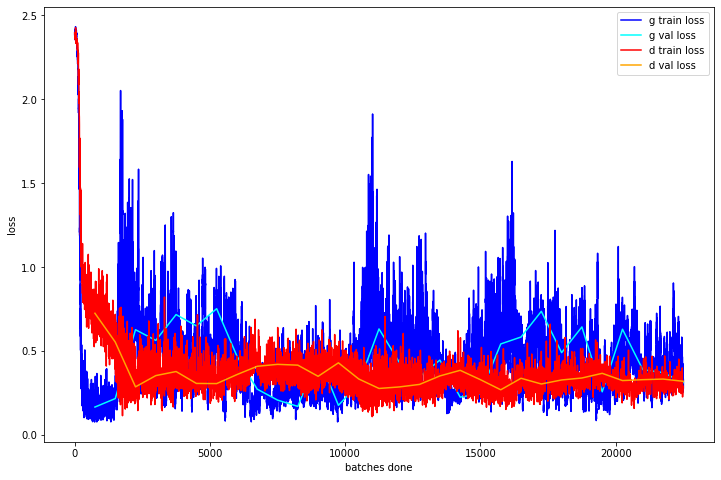 2.5
2.0
1.5
1.0
0.5
0.0
loss
0
5000
10000
15000
20000
batches done
g train loss
g val loss
d train loss
d val loss